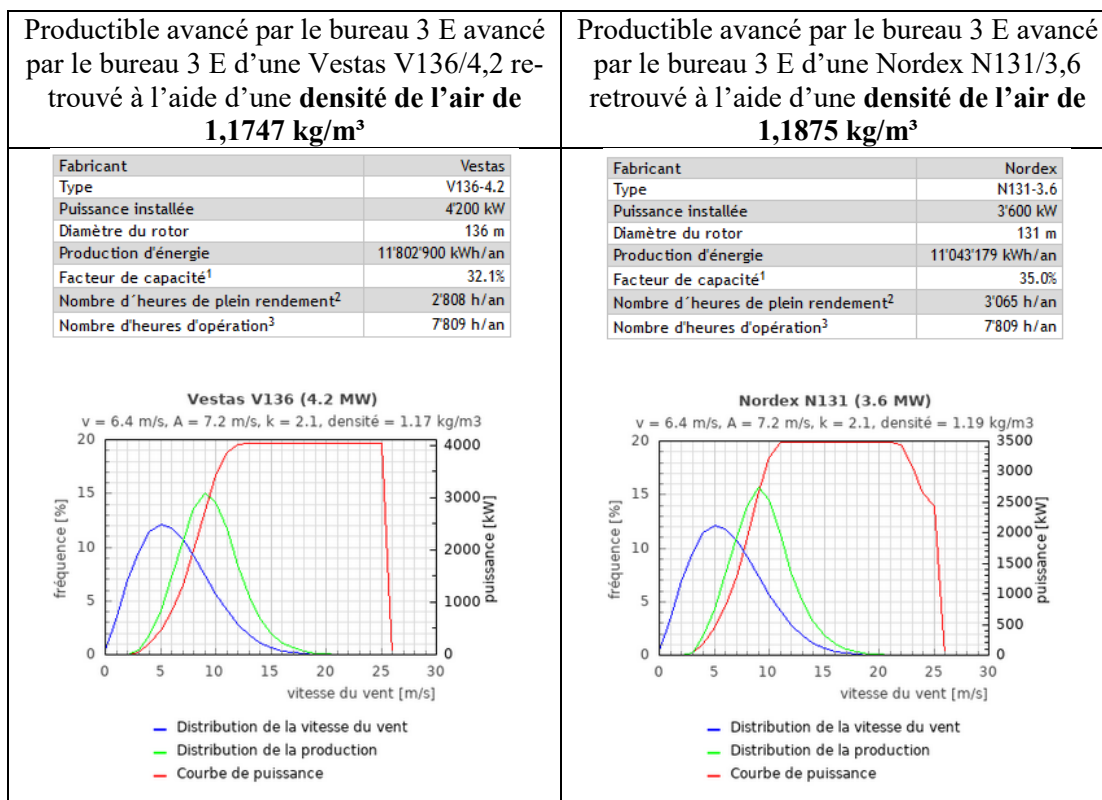 Productible avancé par le bureau 3 E avancé
par le bureau 3 E d’une Vestas V136/4,2 re-
trouvé à l’aide d’une densité de l’air de
1,1747 kg/m³
Productible avancé par le bureau 3 E avancé
par le bureau 3 E d’une Nordex N131/3,6
retrouvé à l’aide d’une densité de l’air de
1,1875 kg/m³
Fabricant Vestas
Type V136-4.2
Puissance installée 4'200 kW
Diamètre du rotor 136 m
Production d'énergie 11'802'900 kWh/an
Facteur de capacité1 32.1%
Nombre d´heures de plein rendement2 2'808 h/an
Nombre d'heures d'opération3 7'809 h/an
Vestas V136 (4.2 MW)
v = 6.4 m/s, A = 7.2 m/s, k = 2.1, densité = 1.17 kg/m3
20
15
10
5
0
fréquence [%]
4000
3000
2000
1000
0
puissance [kW]
0 5 10 15 20 25 30
vitesse du vent [m/s]
Distribution de la vitesse du vent
Distribution de la production
Courbe de puissance
Fabricant Nordex
Type N131-3.6
Puissance installée 3'600 kW
Diamètre du rotor 131 m
Production d'énergie 11'043'179 kWh/an
Facteur de capacité1 35.0%
Nombre d´heures de plein rendement2 3'065 h/an
Nombre d'heures d'opération3 7'809 h/an
Nordex N131 (3.6 MW)
v = 6.4 m/s, A = 7.2 m/s, k = 2.1, densité = 1.19 kg/m3
20
15
10
5
0
fréquence [%]
3500
3000
2500
2000
1500
1000
500
0
puissance [kW]
0 5 10 15 20 25 30
vitesse du vent [m/s]
Distribution de la vitesse du vent
Distribution de la production
Courbe de puissance